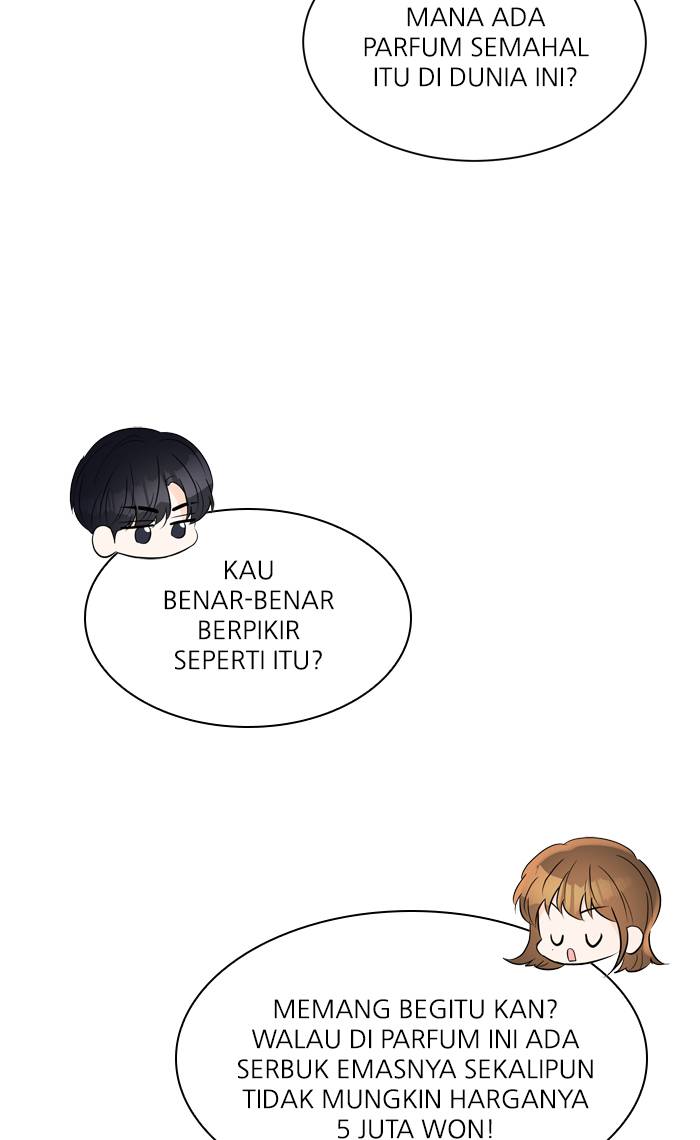 MANA ADA
PARFUM SEMAHAL
ITU DI DUNIA INI?
KAU
BENAR-BENAR
BERPIKIR
SEPERTI ITU?
MEMANG BEGITU KAN?
WALAU DI PARFUM INI ADA
SERBUK EMASNYA SEKALIPUN
TIDAK MUNGKIN HARGANYA
5 JUTA WON!